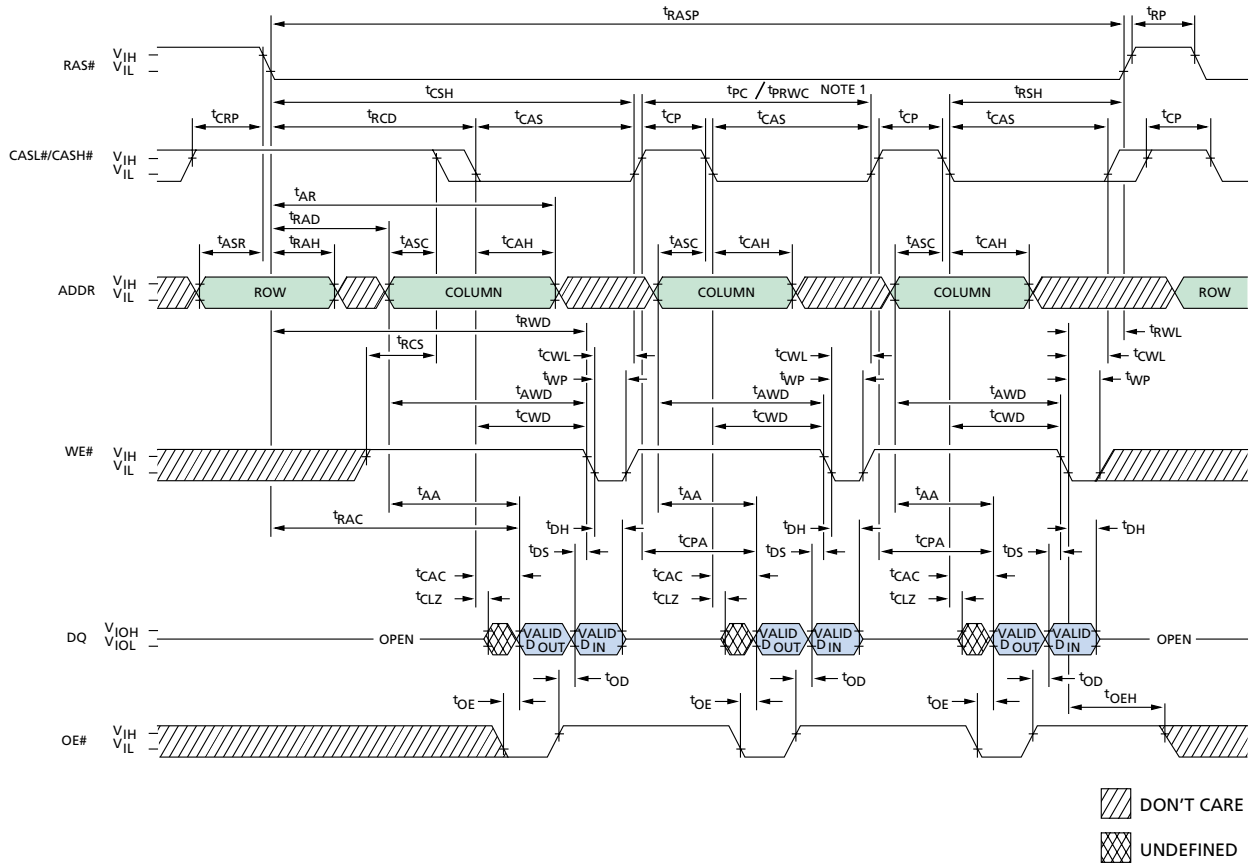 tRASP tRP
RAS# VIH VIL
tCSH tPC / tPRWC NOTE 1 tRSH
tCRP tRCD tCAS tCP tCAS tCP tCAS tCP
CASL#/CASH# VIH VIL
tAR
tRAD
tASR tRAH tASC tCAH tASC tCAH tASC tCAH
ADDR VIH VIL ROW COLUMN COLUMN COLUMN ROW
tRWD tRWL
tRCS tCWL tCWL tCWL
tWP tWP tWP
tAWD tAWD tAWD
tCWD tCWD tCWD
WE# VIH VIL
tAA tAA tAA
tRAC tDH tDH tDH
tCPA tCPA
tDS tDS tDS
tCAC tCAC tCAC
tCLZ tCLZ tCLZ
DQ VIOH VIOL OPEN VALID DOUT VALID DIN VALID DOUT VALID DIN VALID DOUT VALID DIN OPEN
tOD tOD tOD
tOE tOE tOE tOEH
OE# VIH VIL
DON'T CARE
UNDEFINED